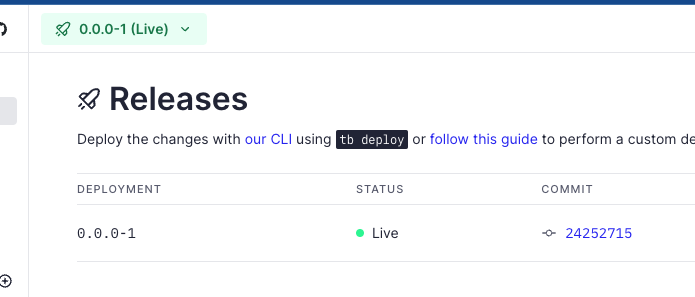 0.0.0-1 (Live)
Releases
Deploy the changes with our CLI using tb deploy or follow this guide to perform a custom de
DEPLOYMENT STATUS COMMIT
0.0.0-1 Live 24252715